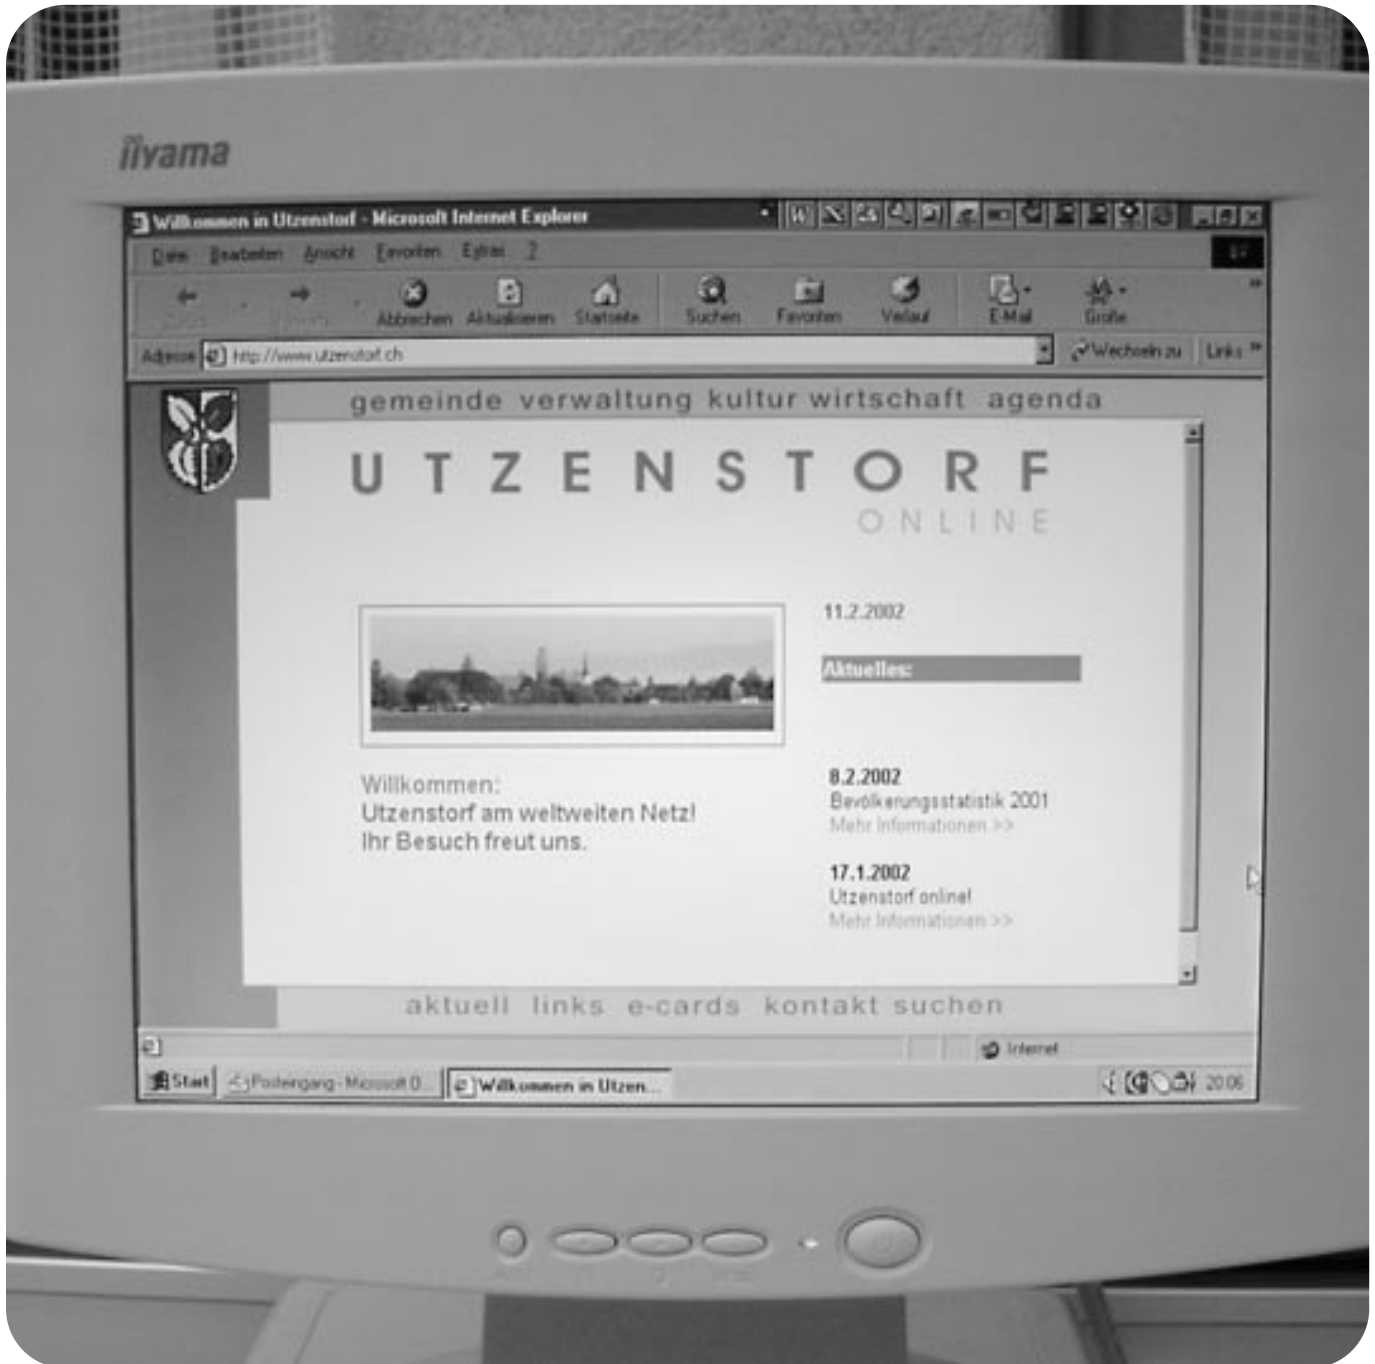 iiyama
Willkommen in Utzenstorf - Microsoft Internet Explorer
Datei Bearbeiten Ansicht Favoriten Extras ?
Abbrechen Aktualisieren Startseite Suchen Favoriten Verlauf E-Mail Größe
Adresse http://www.utzenstorf.ch Wechseln zu Links
gemeinde verwaltung kultur wirtschaft agenda
UTZENSTORF
ONLINE
11.2.2002
Aktuelles:
Willkommen:
Utzenstorf am weltweiten Netz!
Ihr Besuch freut uns.
8.2.2002
Bevölkerungsstatistik 2001
Mehr Informationen >>
17.1.2002
Utzenstorf online!
Mehr Informationen >>
aktuell links e-cards kontakt suchen
Internet
Start Posteingang - Microsoft O... Willkommen in Utzen... 20:06